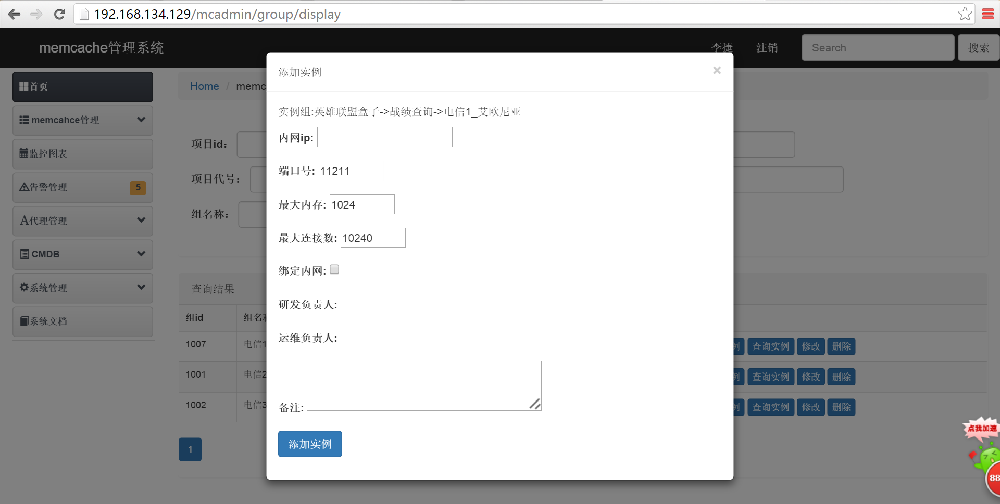 192.168.134.129/mcadmin/group/display
memcache管理系统
李捷
注销
Search
搜索
首页
memcahce管理
监控图表
告警管理
5
A代理管理
CMDB
系统管理
系统文档
Home / memc
项目id：
项目代号：
组名称：
查询结果
组id
组名
1007
电信1
查询实例
修改
删除
1001
电信2
查询实例
修改
删除
1002
电信3
查询实例
修改
删除
1
添加实例
×
实例组:英雄联盟盒子->战绩查询->电信1_艾欧尼亚
内网ip:
端口号: 11211
最大内存: 1024
最大连接数: 10240
绑定内网:
研发负责人:
运维负责人:
备注:
添加实例
点我加速
88